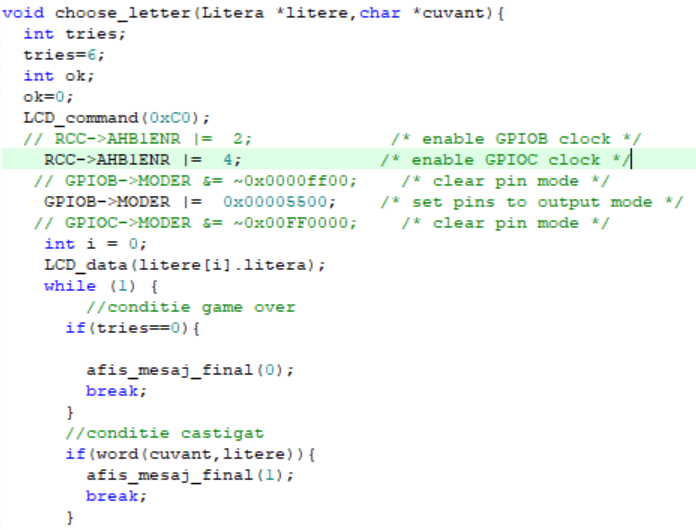 void choose_letter(Litera *litere,char *cuvant){
int tries;
tries=6;
int ok;
ok=0;
LCD_command(0xC0);
// RCC->AHB1ENR |=  2;              /* enable GPIOB clock */
RCC->AHB1ENR |=  4;              /* enable GPIOC clock */
// GPIOB->MODER &= ~0x0000ff00;    /* clear pin mode */
GPIOB->MODER |=  0x00005500;    /* set pins to output mode */
// GPIOC->MODER &= ~0x00FF0000;    /* clear pin mode */
int i = 0;
LCD_data(litere[i].litera);
while (1) {
//conditie game over
if(tries==0){
afis_mesaj_final(0);
break;
}
//conditie castigat
if(word(cuvant,litere)){
afis_mesaj_final(1);
break;
}